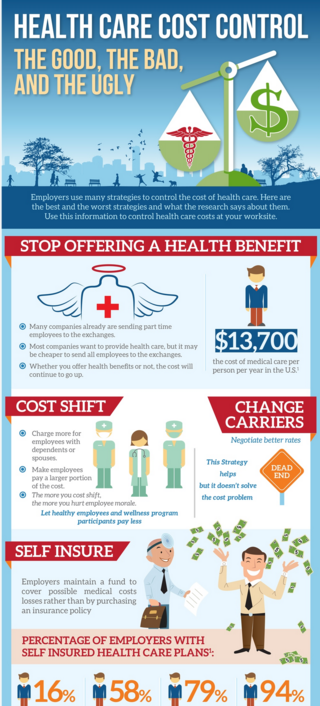 HEALTH CARE COST CONTROL
THE GOOD, THE BAD,
AND THE UGLY
$
Employers use many strategies to control the cost of health care. Here are
the best and the worst strategies and what the research says about them.
Use this information to control health care costs at your worksite.
STOP OFFERING A HEALTH BENEFIT
Many companies already are sending part time
employees to the exchanges.
Most companies want to provide health care, but it may
be cheaper to send all employees to the exchanges.
Whether you offer health benefits or not, the cost will
continue to go up.
$13,700
the cost of medical care per
person per year in the U.S.¹
COST SHIFT
Charge more for
employees with
dependents or
spouses.
Make employees
pay a larger portion
of the cost.
The more you cost shift,
the more you hurt employee morale.
Let healthy employees and wellness program
participants pay less
CHANGE
CARRIERS
Negotiate better rates
This Strategy
helps
but it doesn't solve
the cost problem
DEAD
END
SELF INSURE
Employers maintain a fund to
cover possible medical costs
losses rather than by purchasing
an insurance policy
PERCENTAGE OF EMPLOYERS WITH
SELF INSURED HEALTH CARE PLANS¹:
16% 58% 79% 94%